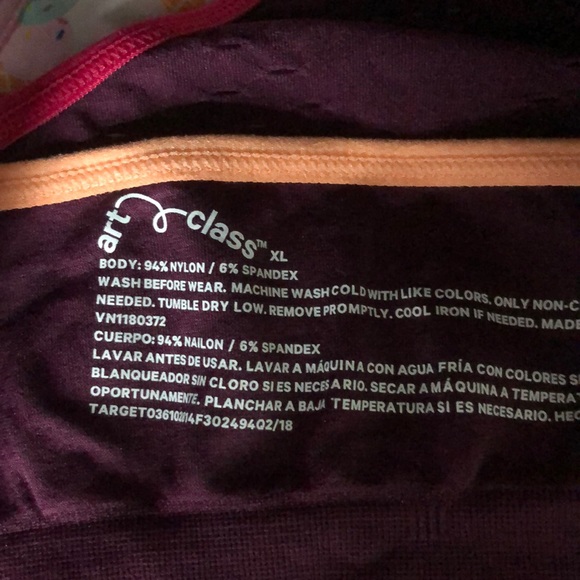 art class™ XL
BODY: 94% NYLON / 6% SPANDEX
WASH BEFORE WEAR. MACHINE WASH COLD WITH LIKE COLORS. ONLY NON-C
NEEDED. TUMBLE DRY LOW. REMOVE PROMPTLY. COOL IRON IF NEEDED. MADE
VN1180372
CUERPO: 94% NAILON / 6% SPANDEX
LAVAR ANTES DE USAR. LAVAR A MÁQUINA CON AGUA FRÍA CON COLORES S
BLANQUEADOR SIN CLORO SI ES NECESARIO. SECAR A MÁQUINA A TEMPERAT
OPORTUNAMENTE. PLANCHAR A BAJA TEMPERATURA SI ES NECESARIO. HEC